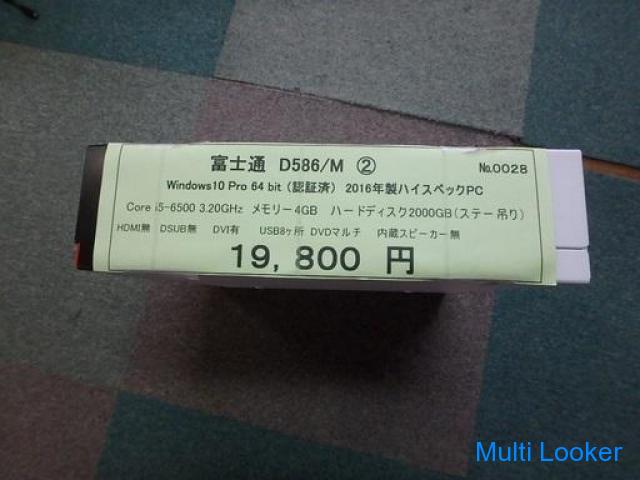 富士通 D586/M ② №0028
Windows10 Pro 64 bit (認証済) 2016年製ハイスペックPC
Core i5-6500 3.20GHz メモリー4GB ハードディスク2000GB(ステー吊り)
HDMI無 DSUB無 DVI有 USB8ヶ所 DVDマルチ 内蔵スピーカー無
19,800 円
Multi Looker